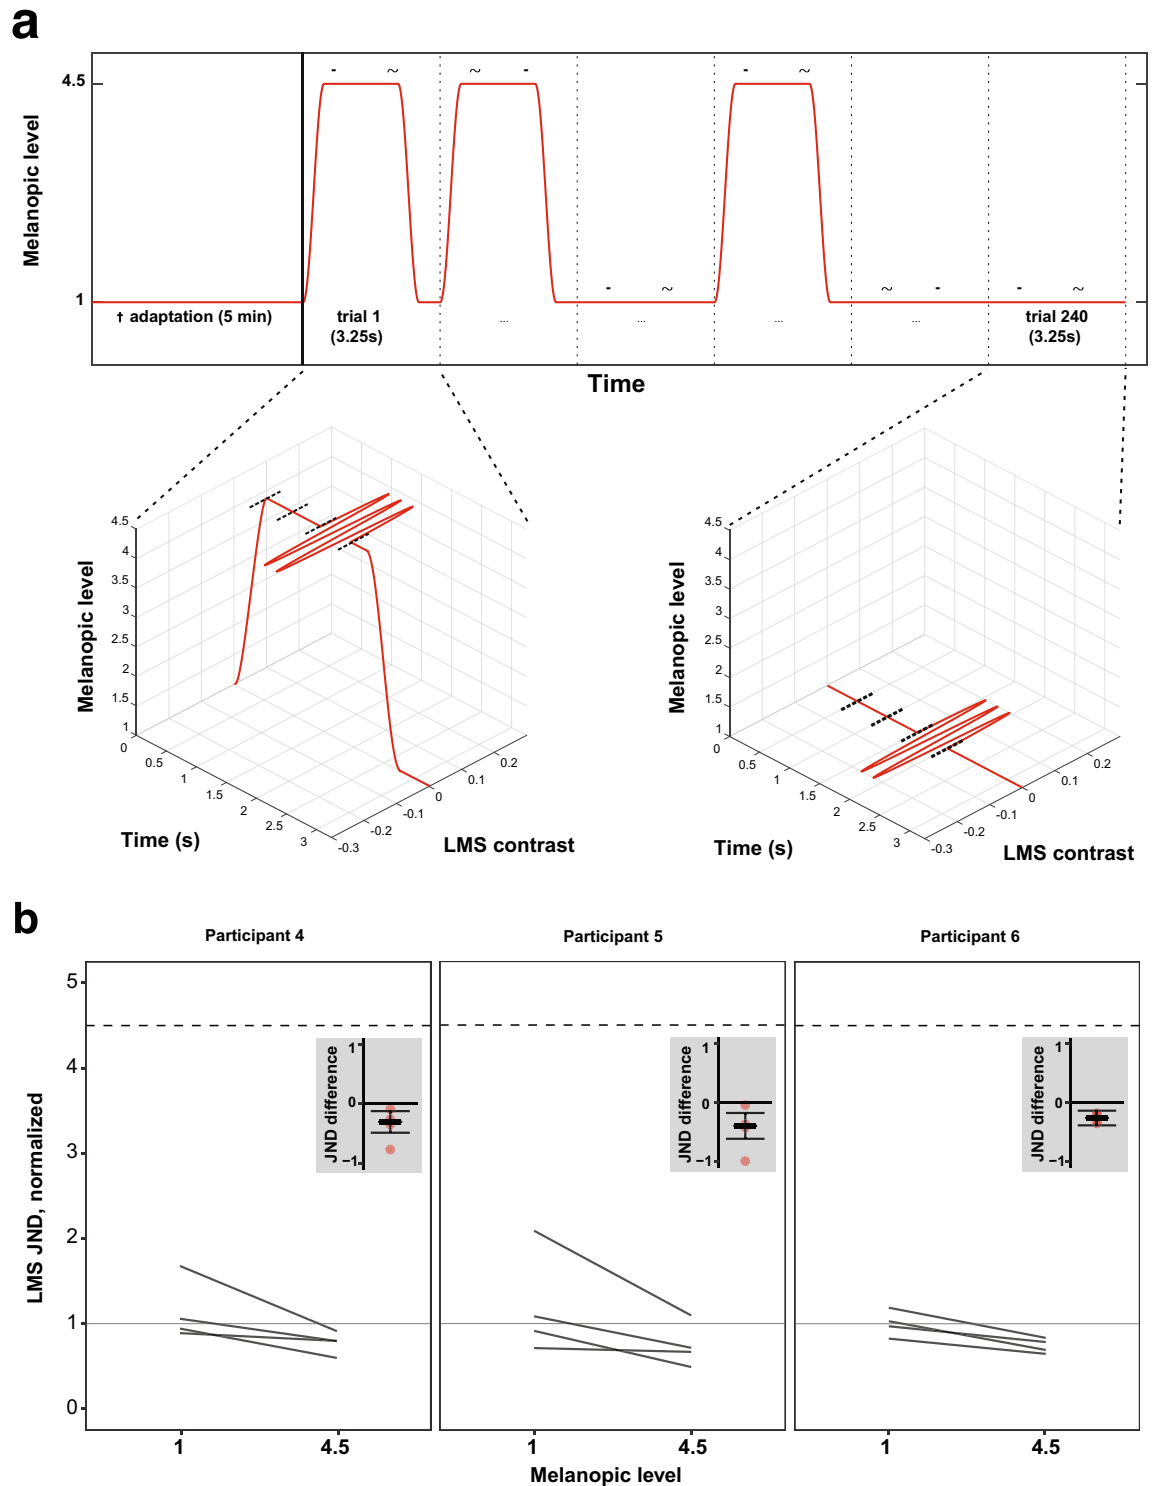 a
Melanopic level
4.5
1
- ~ ~ - - ~
- ~ ~ - - ~
† adaptation (5 min)
trial 1
(3.25s)
...
...
...
...
trial 240
(3.25s)
Time
Melanopic level
4.5
4
3.5
3
2.5
2
1.5
1
0
0.5
1
1.5
2
2.5
3
Time (s)
-0.3
-0.2
-0.1
0
0.1
0.2
LMS contrast
Melanopic level
4.5
4
3.5
3
2.5
2
1.5
1
0
0.5
1
1.5
2
2.5
3
Time (s)
-0.3
-0.2
-0.1
0
0.1
0.2
LMS contrast
b
Participant 4
Participant 5
Participant 6
LMS JND, normalized
5
4
3
2
1
0
JND difference
1
0
−1
JND difference
1
0
−1
JND difference
1
0
−1
1 4.5
1 4.5
1 4.5
Melanopic level